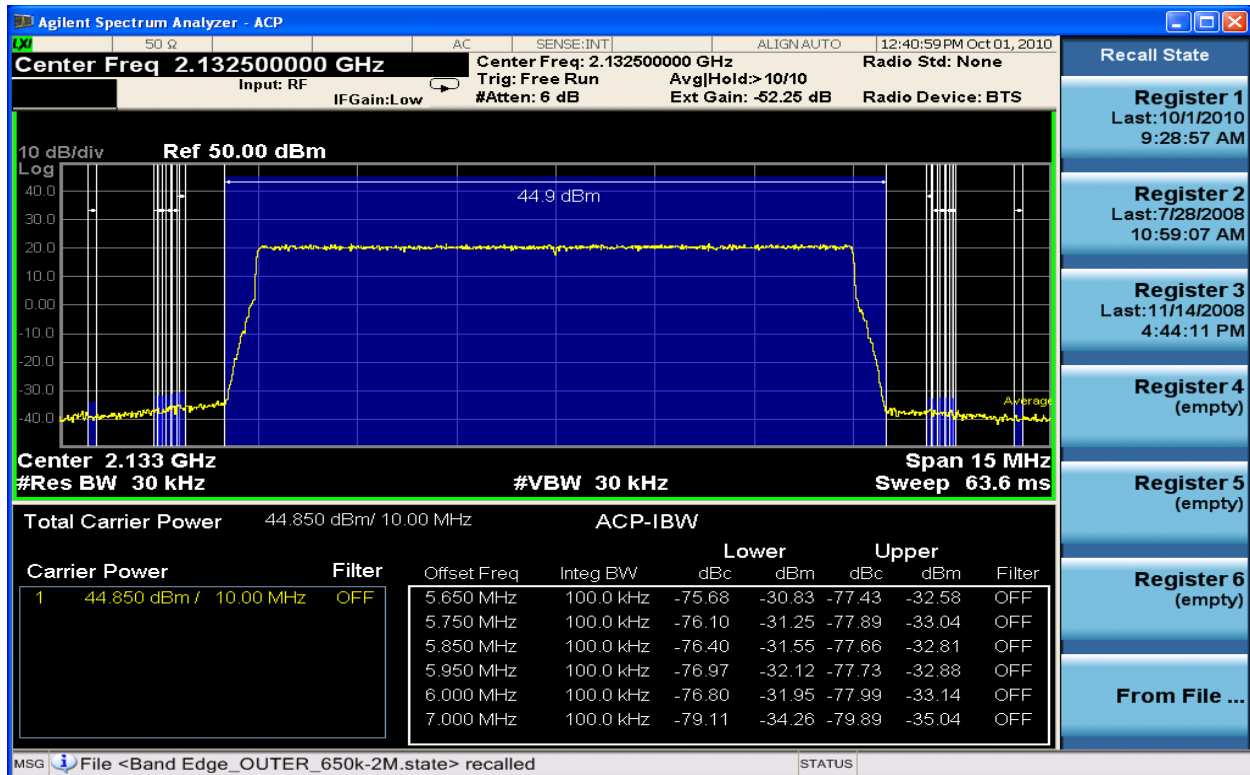 Agilent Spectrum Analyzer - ACP
LXI 50 Ω AC SENSE:INT ALIGN AUTO 12:40:59 PM Oct 01, 2010
Center Freq 2.132500000 GHz
Input: RF
IFGain:Low
Center Freq: 2.132500000 GHz
Trig: Free Run
Avg|Hold:>10/10
#Atten: 6 dB
Ext Gain: -52.25 dB
Radio Std: None
Radio Device: BTS
10 dB/div Ref 50.00 dBm
Log
40.0
30.0
20.0
10.0
0.00
-10.0
-20.0
-30.0
-40.0
44.9 dBm
Average
Center 2.133 GHz Span 15 MHz
#Res BW 30 kHz #VBW 30 kHz Sweep 63.6 ms
Total Carrier Power 44.850 dBm/ 10.00 MHz ACP-IBW
Lower Upper
Carrier Power Filter
1 44.850 dBm / 10.00 MHz OFF
Offset Freq Integ BW dBc dBm dBc dBm Filter
5.650 MHz 100.0 kHz -75.68 -30.83 -77.43 -32.58 OFF
5.750 MHz 100.0 kHz -76.10 -31.25 -77.89 -33.04 OFF
5.850 MHz 100.0 kHz -76.40 -31.55 -77.66 -32.81 OFF
5.950 MHz 100.0 kHz -76.97 -32.12 -77.73 -32.88 OFF
6.000 MHz 100.0 kHz -76.80 -31.95 -77.99 -33.14 OFF
7.000 MHz 100.0 kHz -79.11 -34.26 -79.89 -35.04 OFF
MSG File <Band Edge_OUTER_650k-2M.state> recalled STATUS
Recall State
Register 1
Last:10/1/2010
9:28:57 AM
Register 2
Last:7/28/2008
10:59:07 AM
Register 3
Last:11/14/2008
4:44:11 PM
Register 4
(empty)
Register 5
(empty)
Register 6
(empty)
From File ...